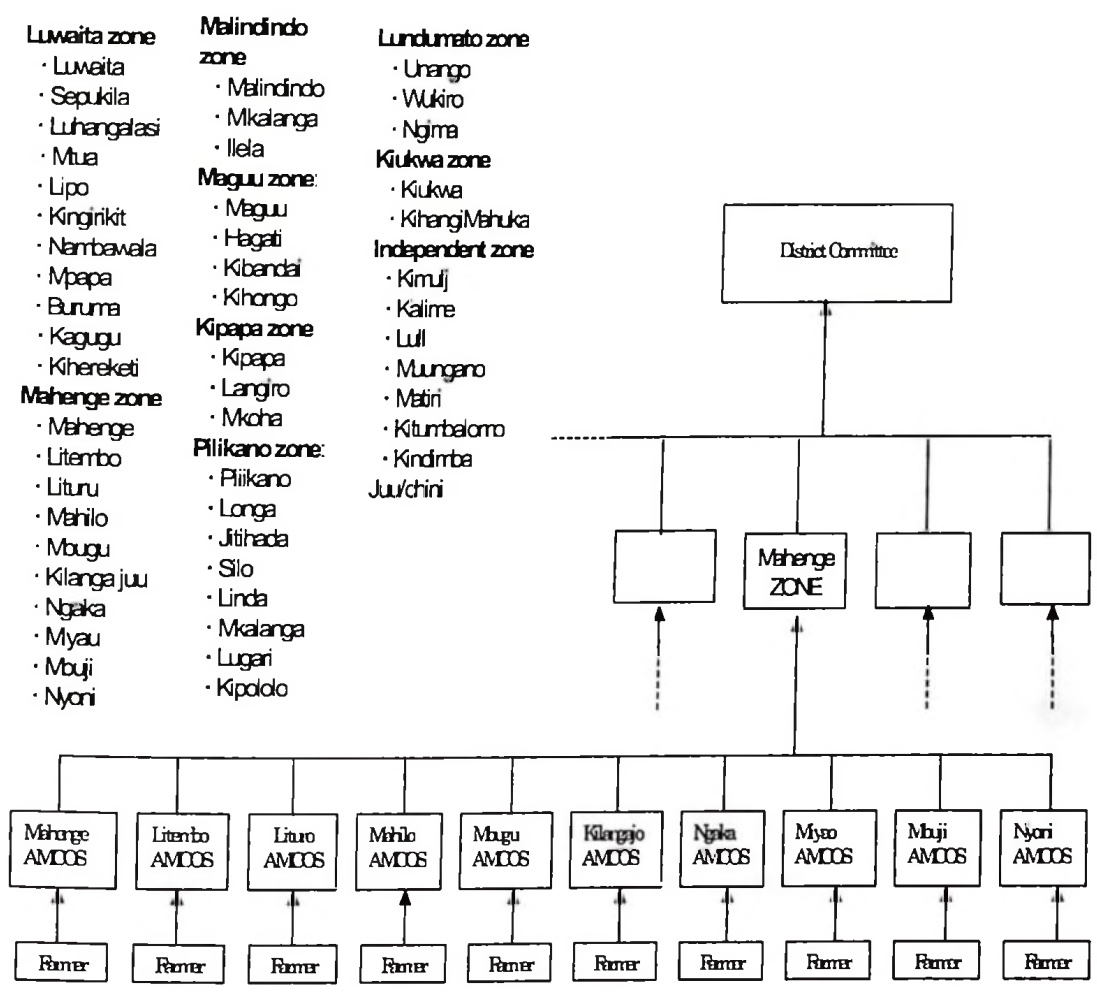 Luwaita zone
· Luwaita
· Sepukila
· Luhangalasi
· Mtua
· Lipo
· Kingirikit
· Nambawala
· Mpapa
· Buruma
· Kagugu
· Kihereketi
Mahenge zone
· Mahenge
· Litembo
· Lituru
· Mahilo
· Mbugu
· Kilanga juu
· Ngaka
· Myau
· Mbuji
· Nyoni
Malindindo
zone
· Malindindo
· Mkalanga
· Ilela
Maguu zone:
· Maguu
· Hagati
· Kibandai
· Kihongo
Kipapa zone
· Kipapa
· Langiro
· Mkoha
Pilikano zone:
· Pliikano
· Longa
· Jitihada
· Silo
· Linda
· Mkalanga
· Lugari
· Kipololo
Lundumato zone
· Unango
· Wukiro
· Ngima
Kiukwa zone
· Kiukwa
· KihangiMahuka
Independent zone
· Kimulj
· Kalime
· Lull
· Muungano
· Matiri
· Kitumbalomo
· Kindimba
Juu/chini
District Committee
Mahenge
ZONE
Mahenge
AMCOS
Litembo
AMCOS
Lituro
AMCOS
Mahilo
AMCOS
Mbugu
AMCOS
Kilangajo
AMCOS
Ngaka
AMCOS
Miyao
AMCOS
Mbuji
AMCOS
Nyoni
AMCOS
Farmer
Farmer
Farmer
Farmer
Farmer
Farmer
Farmer
Farmer
Farmer
Farmer